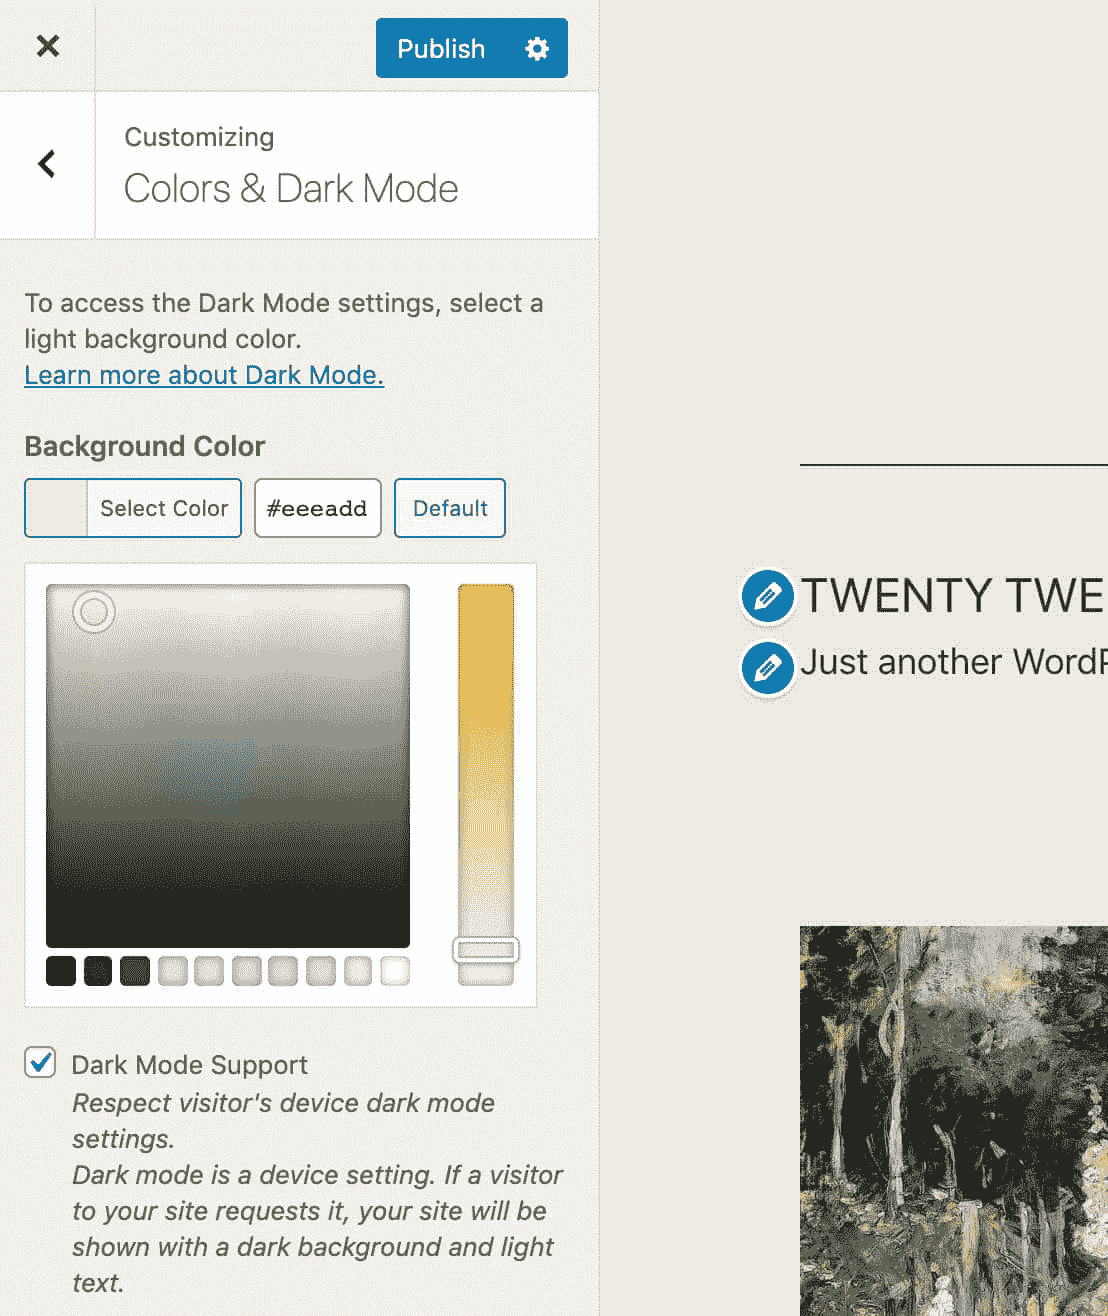 Publish
Customizing
Colors & Dark Mode
To access the Dark Mode settings, select a
light background color.
Learn more about Dark Mode.
Background Color
Select Color
#eeeadd
Default
Dark Mode Support
Respect visitor's device dark mode
settings.
Dark mode is a device setting. If a visitor
to your site requests it, your site will be
shown with a dark background and light
text.
TWENTY TWE
Just another WordP